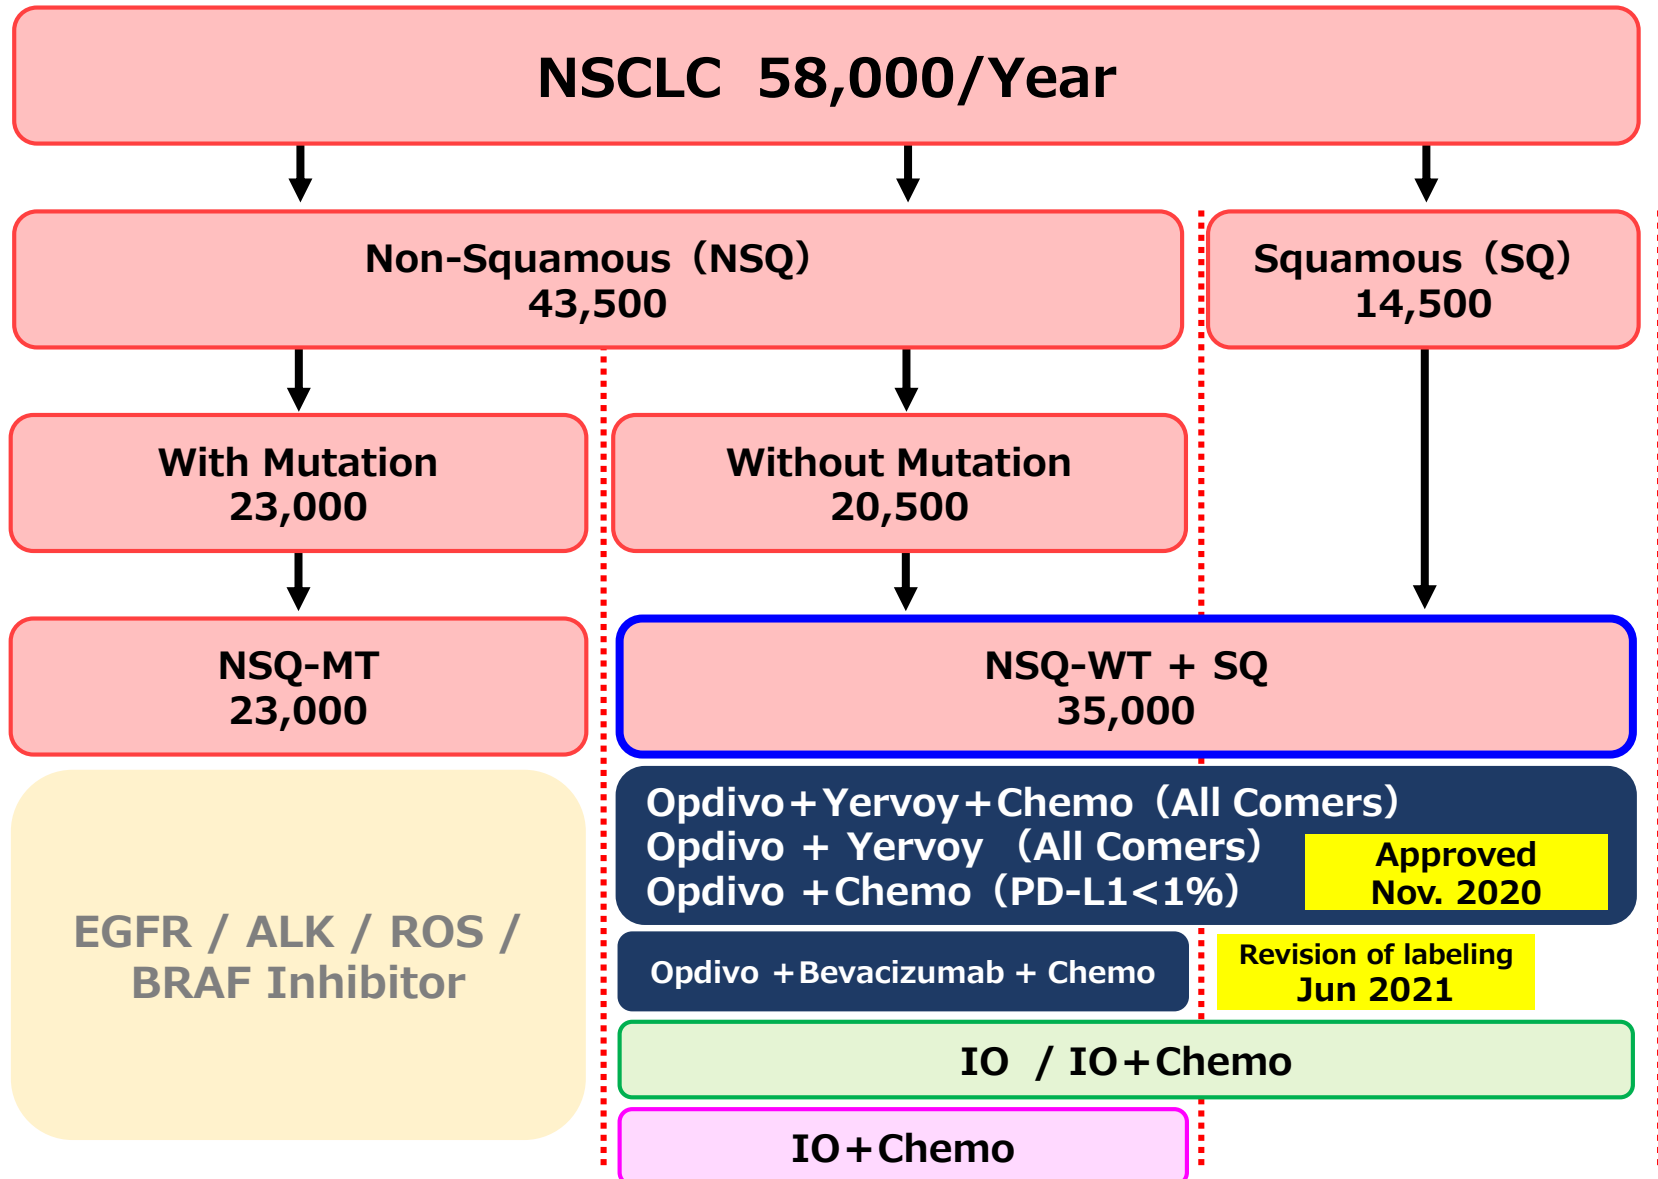 NSCLC 58,000/Year
Non-Squamous（NSQ）
43,500
Squamous（SQ）
14,500
With Mutation
23,000
Without Mutation
20,500
NSQ-MT
23,000
NSQ-WT + SQ
35,000
EGFR / ALK / ROS /
BRAF Inhibitor
Opdivo+Yervoy+Chemo（All Comers）
Opdivo + Yervoy （All Comers）
Opdivo +Chemo（PD-L1<1%）
Approved
Nov. 2020
Opdivo +Bevacizumab + Chemo
Revision of labeling
Jun 2021
IO / IO+Chemo
IO+Chemo